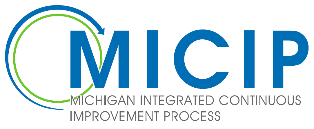 MICIP
MICHIGAN INTEGRATED CONTINUOUS
IMPROVEMENT PROCESS